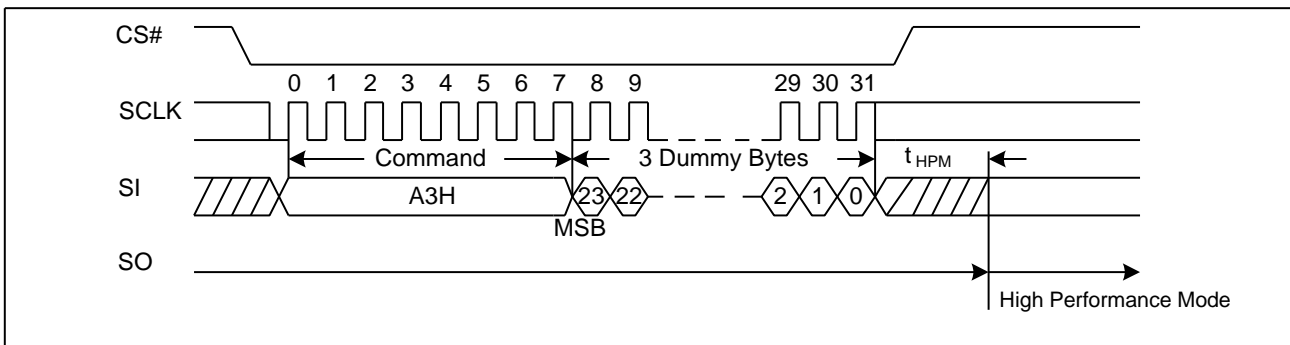 CS#
0 1 2 3 4 5 6 7 8 9 29 30 31
SCLK
Command 3 Dummy Bytes t HPM
SI A3H 23 22 2 1 0
MSB
SO
High Performance Mode